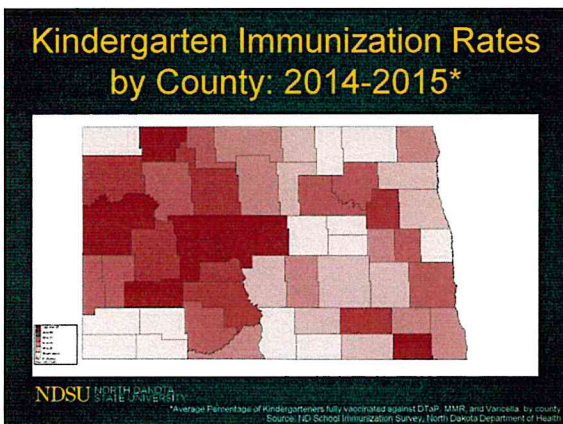 Kindergarten Immunization Rates
by County: 2014-2015*
NDSU NORTH DAKOTA
STATE UNIVERSITY
*Average Percentage of Kindergarteners fully vaccinated against DTaP, MMR, and Varicella, by county
Source: ND School Immunization Survey, North Dakota Department of Health